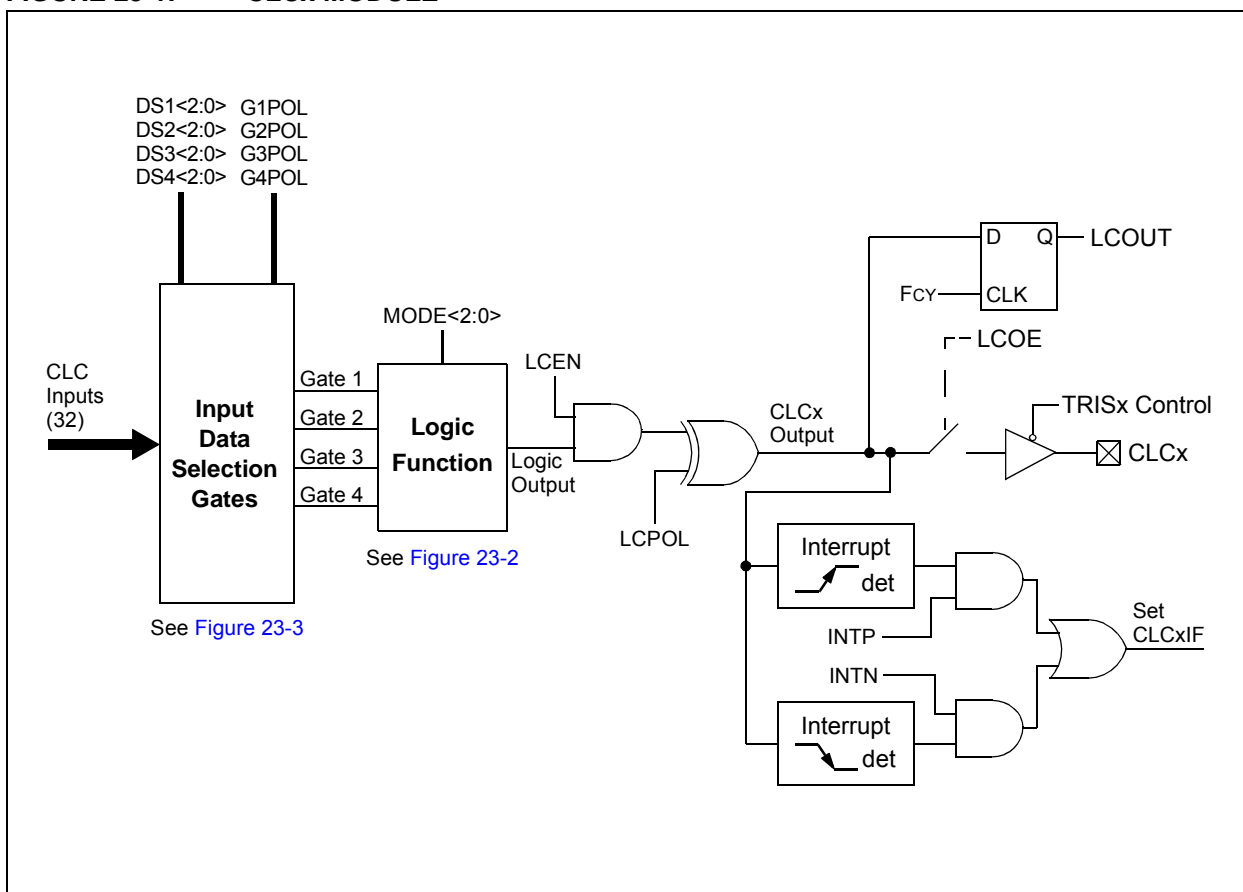 DS1<2:0> G1POL
DS2<2:0> G2POL
DS3<2:0> G3POL
DS4<2:0> G4POL
D Q LCOUT
FCY CLK
MODE<2:0>
LCOE
LCEN
CLC
Inputs
(32)
Input
Data
Selection
Gates
Gate 1
Gate 2
Gate 3
Gate 4
Logic
Function
Logic
Output
CLCx
Output
TRISx Control
CLCx
LCPOL
See Figure 23-2
See Figure 23-3
Interrupt
det
INTP
INTN
Set
CLCxIF
Interrupt
det